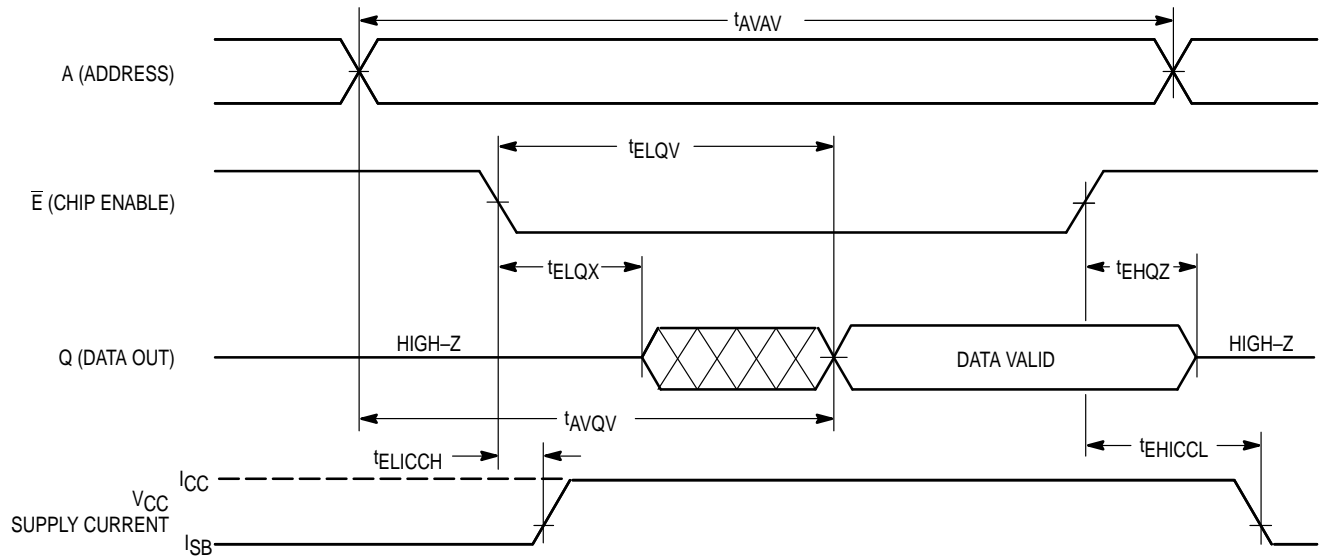 tAVAV
A (ADDRESS)
tELQV
E̅ (CHIP ENABLE)
tELQX
tEHQZ
Q (DATA OUT)
HIGH–Z
DATA VALID
HIGH–Z
tAVQV
tELICCH
tEHICCL
ICC
VCC
SUPPLY CURRENT
ISB